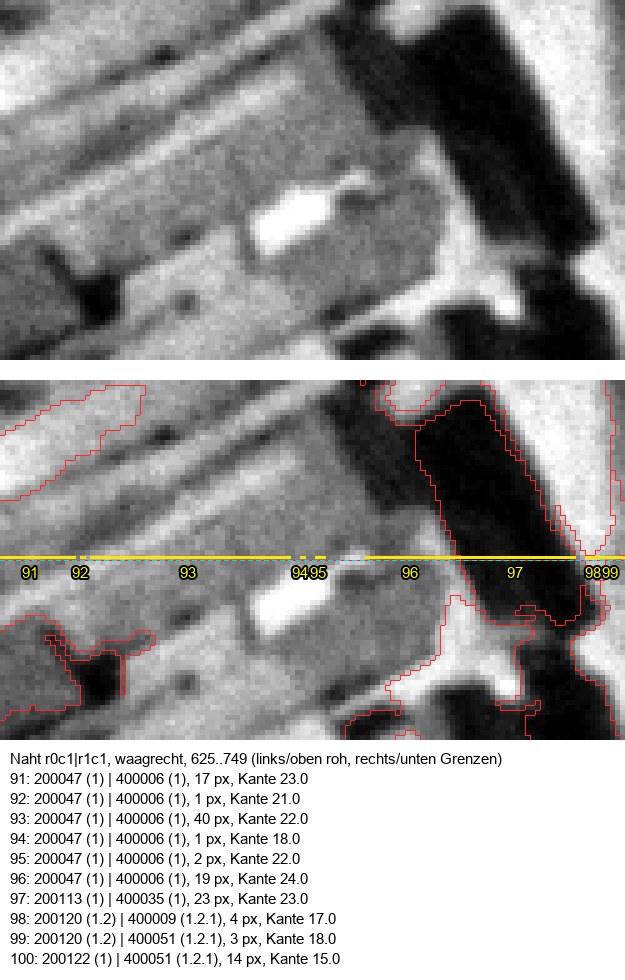 91 92 93 94 95 96 97 98 99
Naht r0c1|r1c1, waagrecht, 625..749 (links/oben roh, rechts/unten Grenzen)
91: 200047 (1) | 400006 (1), 17 px, Kante 23.0
92: 200047 (1) | 400006 (1), 1 px, Kante 21.0
93: 200047 (1) | 400006 (1), 40 px, Kante 22.0
94: 200047 (1) | 400006 (1), 1 px, Kante 18.0
95: 200047 (1) | 400006 (1), 2 px, Kante 22.0
96: 200047 (1) | 400006 (1), 19 px, Kante 24.0
97: 200113 (1) | 400035 (1), 23 px, Kante 23.0
98: 200120 (1.2) | 400009 (1.2.1), 4 px, Kante 17.0
99: 200120 (1.2) | 400051 (1.2.1), 3 px, Kante 18.0
100: 200122 (1) | 400051 (1.2.1), 14 px, Kante 15.0